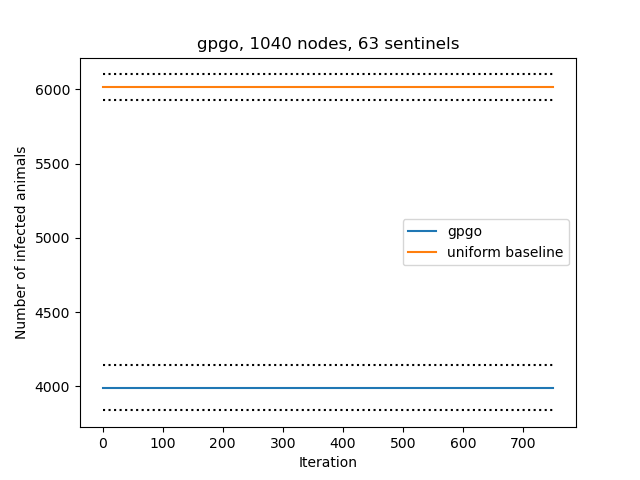 gpgo, 1040 nodes, 63 sentinels
Number of infected animals
6000
5500
5000
4500
4000
gpgo
uniform baseline
0 100 200 300 400 500 600 700
Iteration